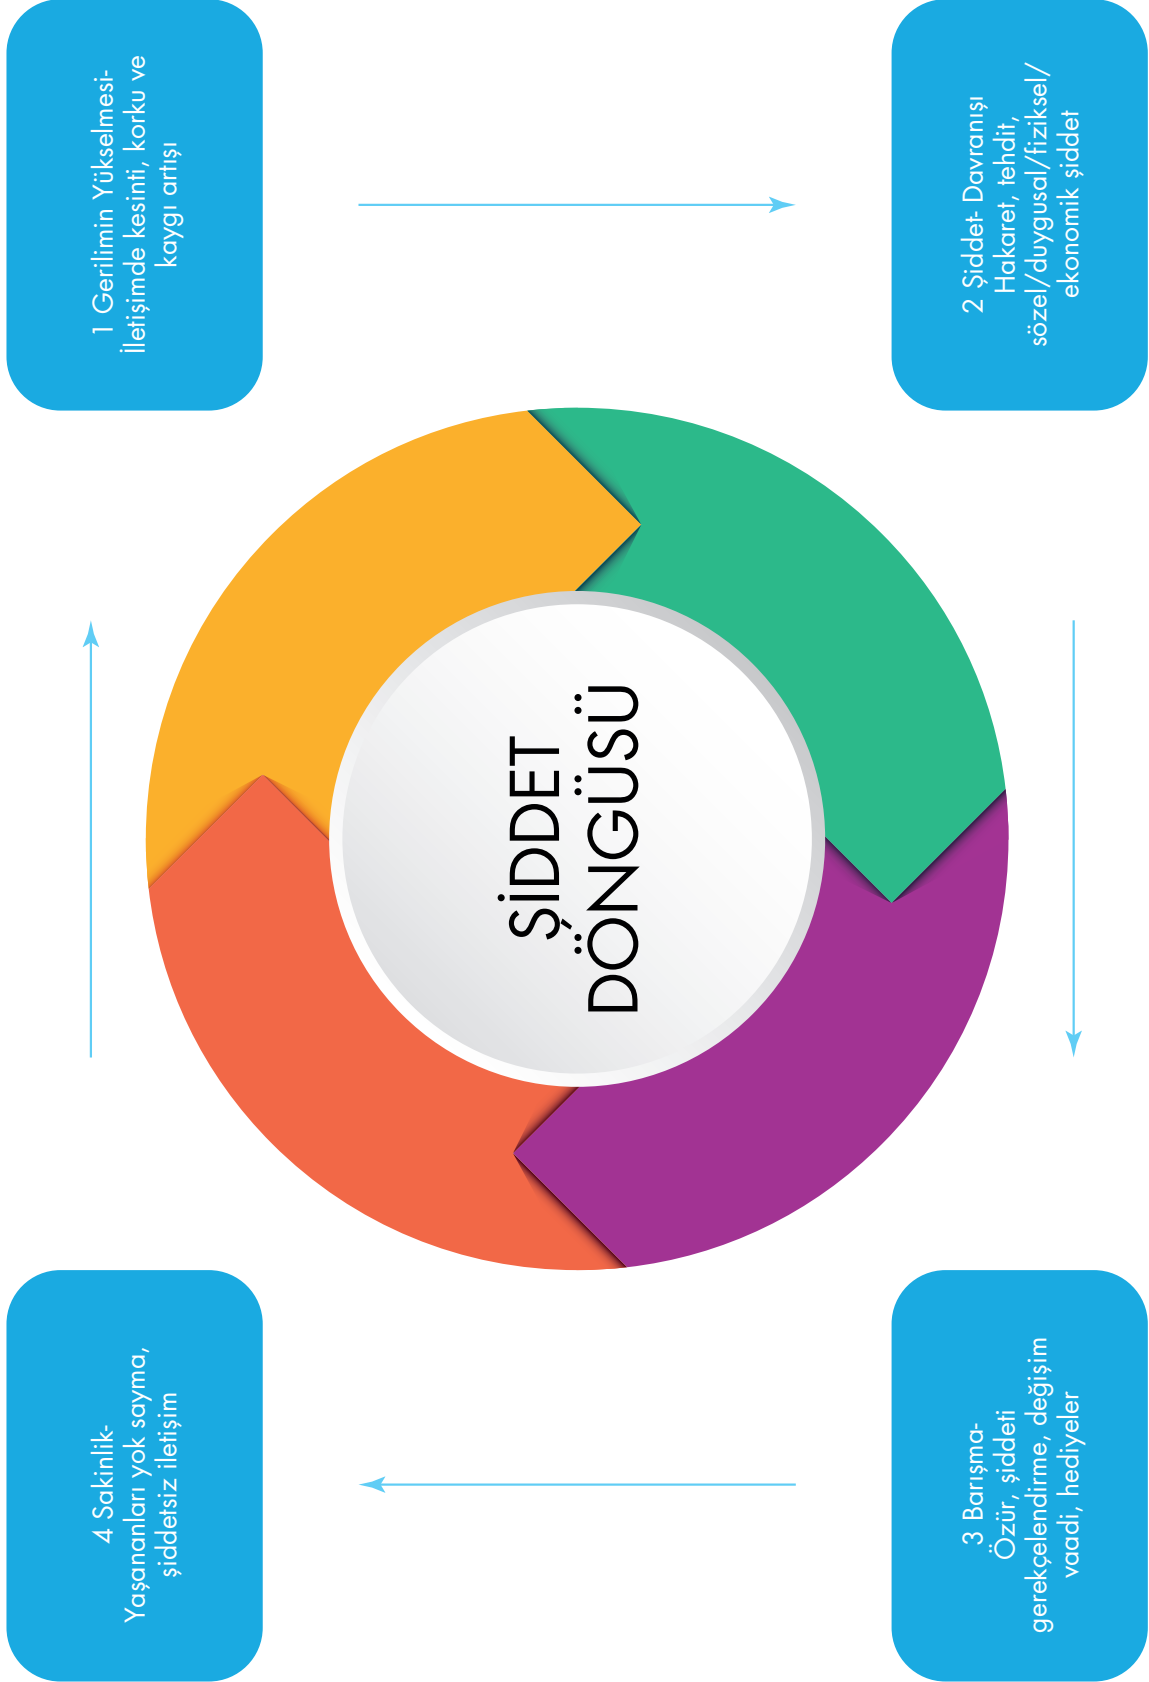 1 Gerilimin Yükselmesi-
İletişimde kesinti, korku ve
kaygı artışı
2 Şiddet- Davranışı
Hakaret, tehdit,
sözel/duygusal/fiziksel/
ekonomik şiddet
ŞİDDET
DÖNGÜSÜ
3 Barışma-
Özür, şiddeti
gerekçelendirme, değişim
vaadi, hediyeler
4 Sakinlik-
Yaşananları yok sayma,
şiddetsiz iletişim